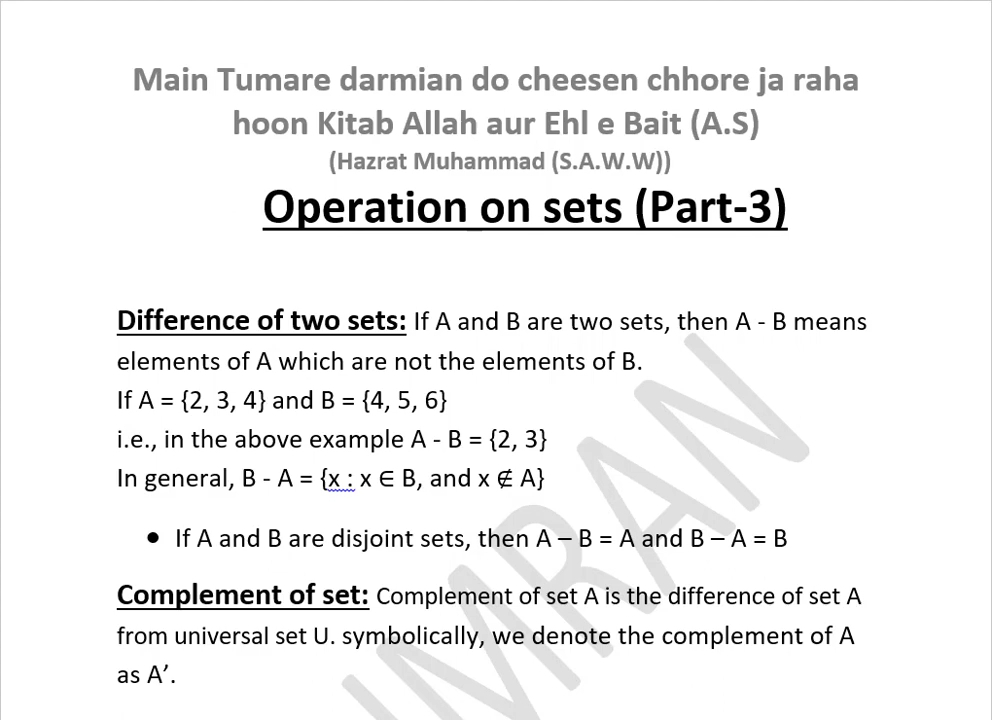 Main Tumare darmian do cheesen chhore ja raha
hoon Kitab Allah aur Ehl e Bait (A.S)
(Hazrat Muhammad (S.A.W.W))
Operation on sets (Part-3)
Difference of two sets: If A and B are two sets, then A - B means
elements of A which are not the elements of B.
If A = {2, 3, 4} and B = {4, 5, 6}
i.e., in the above example A - B = {2, 3}
In general, B - A = {x : x ∈ B, and x ∉ A}
• If A and B are disjoint sets, then A – B = A and B – A = B
Complement of set: Complement of set A is the difference of set A
from universal set U. symbolically, we denote the complement of A
as A’.
IMRAN